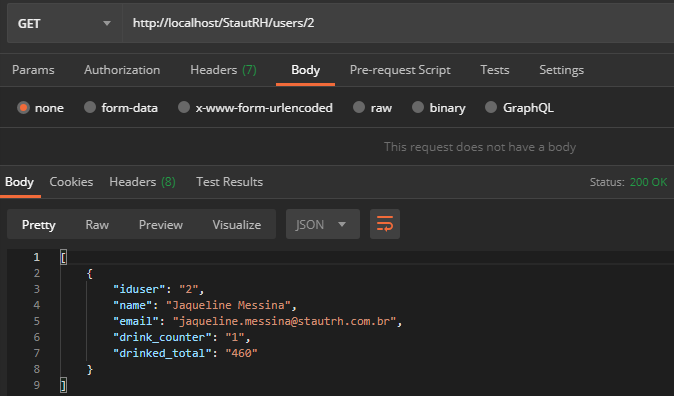 GET http://localhost/StautRH/users/2
Params Authorization Headers (7) Body Pre-request Script Tests Settings
none form-data x-www-form-urlencoded raw binary GraphQL
This request does not have a body
Body Cookies Headers (8) Test Results Status: 200 OK
Pretty Raw Preview Visualize JSON
1 [
2 {
3 "iduser": "2",
4 "name": "Jaqueline Messina",
5 "email": "jaqueline.messina@stautrh.com.br",
6 "drink_counter": "1",
7 "drinked_total": "460"
8 }
9 ]